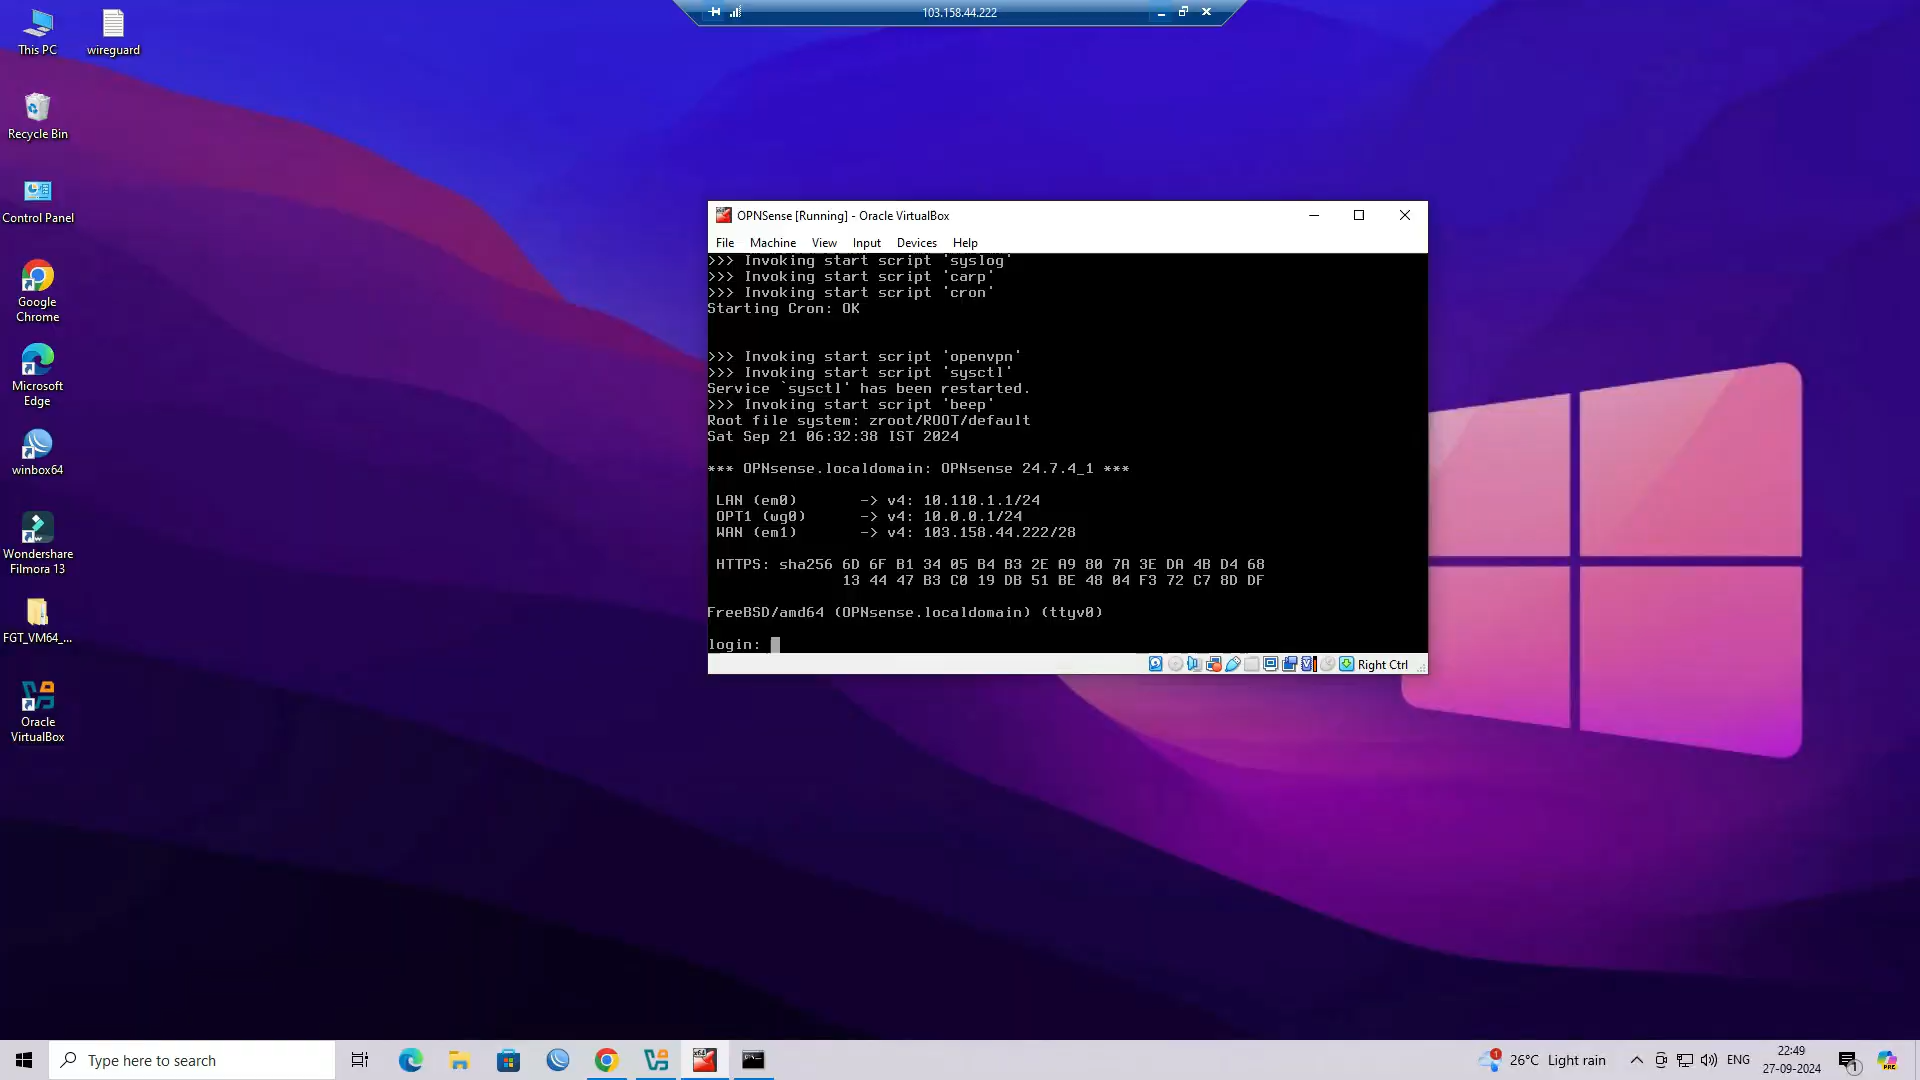 103.158.44.222
This PC
wireguard
Recycle Bin
Control Panel
Google
Chrome
Microsoft
Edge
winbox64
Wondershare
Filmora 13
FGT_VM64_...
Oracle
VirtualBox
OPNSense [Running] - Oracle VirtualBox
File Machine View Input Devices Help
>>> Invoking start script 'syslog'
>>> Invoking start script 'carp'
>>> Invoking start script 'cron'
Starting Cron: OK
>>> Invoking start script 'openvpn'
>>> Invoking start script 'sysctl'
Service `sysctl' has been restarted.
>>> Invoking start script 'beep'
Root file system: zroot/ROOT/default
Sat Sep 21 06:32:38 IST 2024
*** OPNsense.localdomain: OPNsense 24.7.4_1 ***
LAN (em0) -> v4: 10.110.1.1/24
OPT1 (wg0) -> v4: 10.0.0.1/24
WAN (em1) -> v4: 103.158.44.222/28
HTTPS: sha256 6D 6F B1 34 05 B4 B3 2E A9 80 7A 3E DA 4B D4 68
13 44 47 B3 C0 19 DB 51 BE 48 04 F3 72 C7 8D DF
FreeBSD/amd64 (OPNsense.localdomain) (ttyv0)
login:
Right Ctrl
Type here to search
26°C Light rain
ENG
22:49
27-09-2024